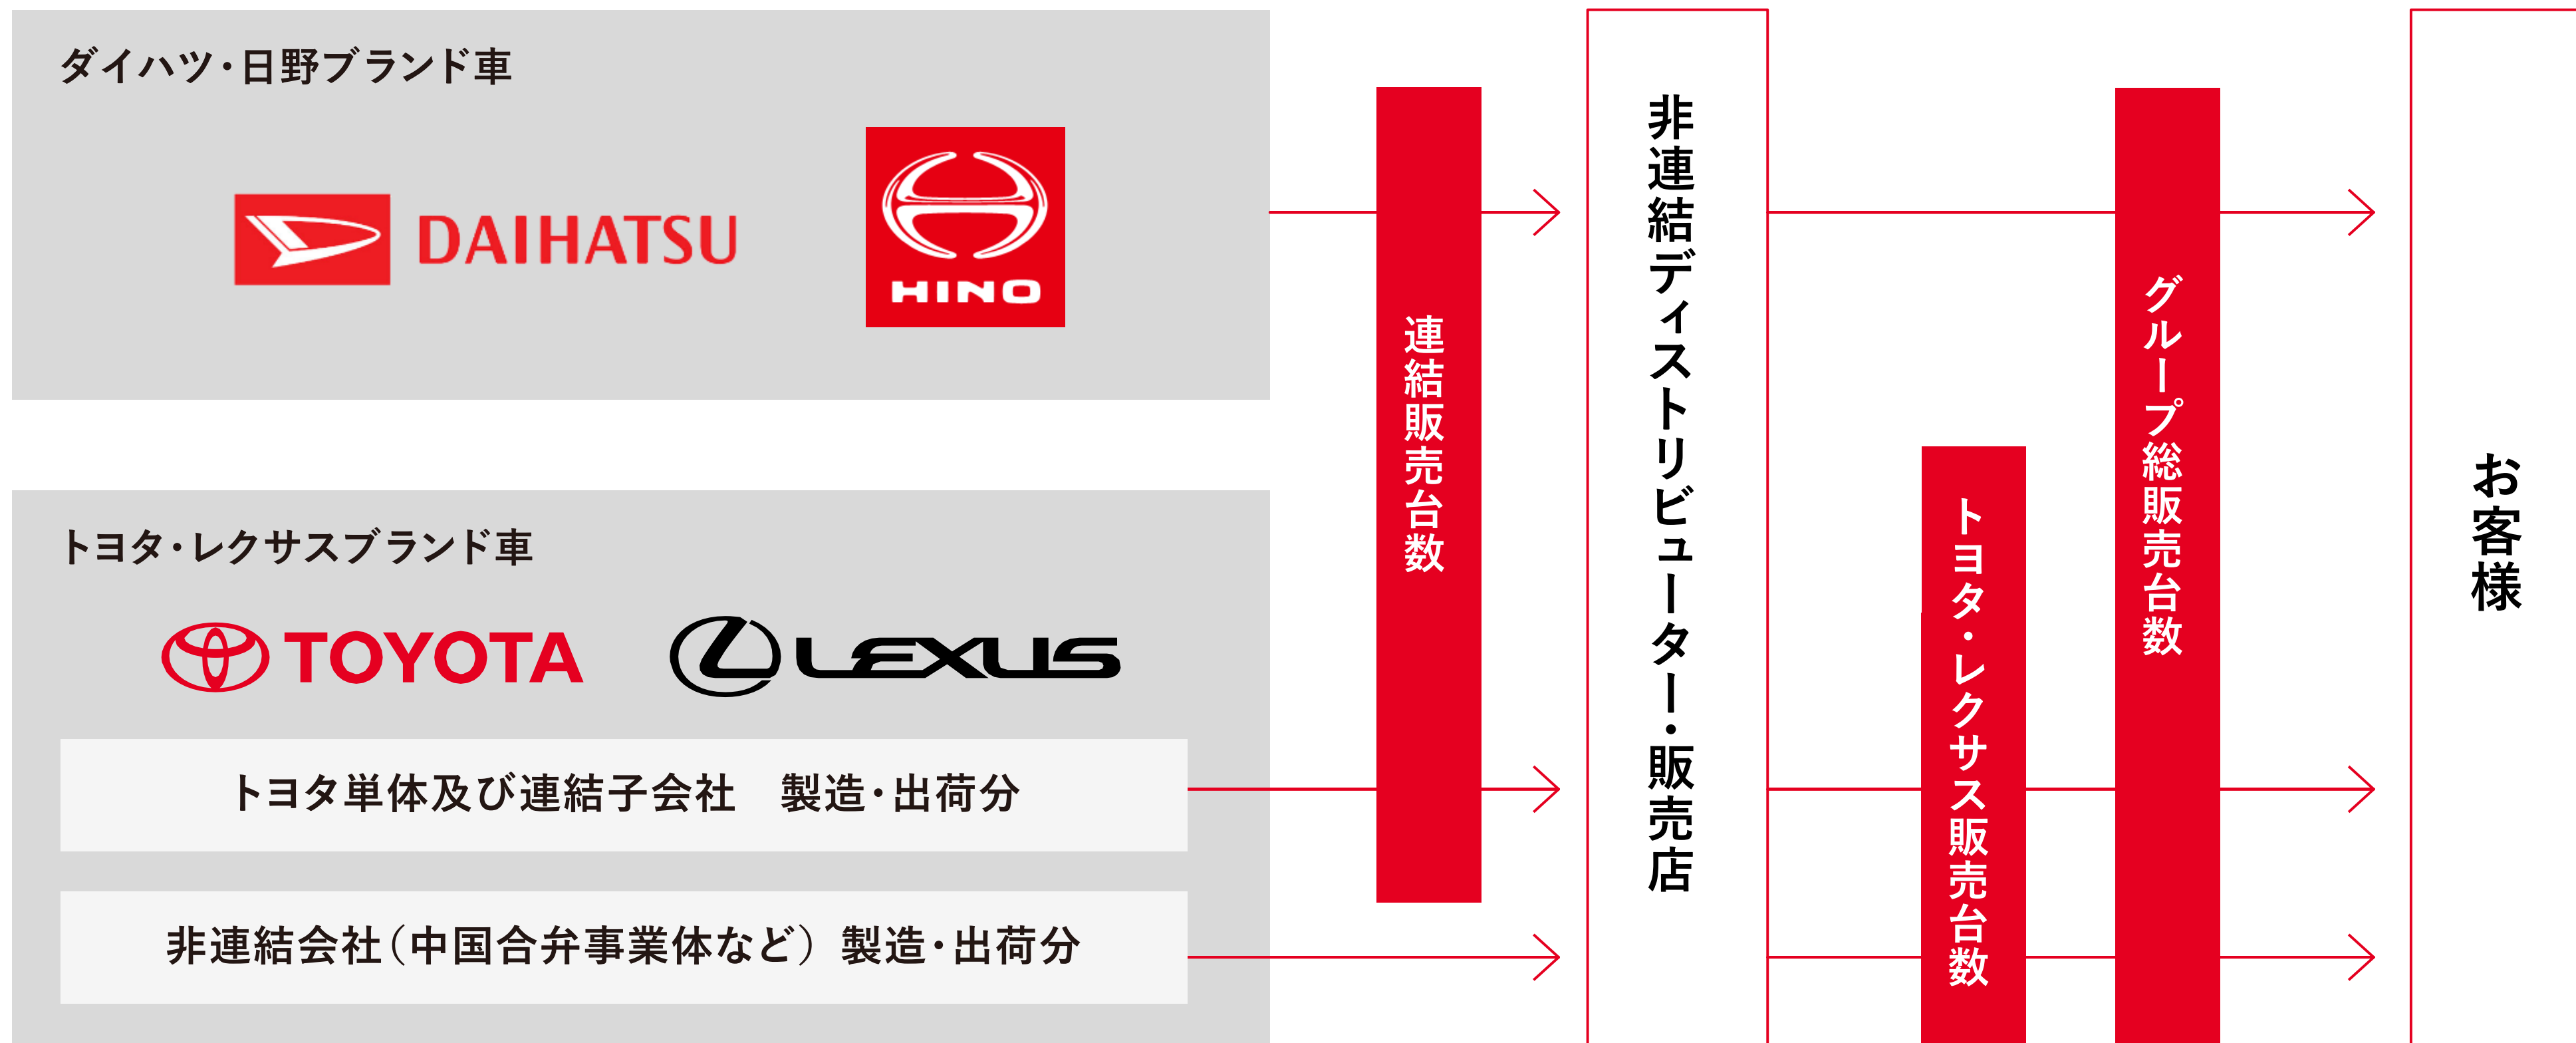 ダイハツ・日野ブランド車
DAIHATSU
HINO
トヨタ・レクサスブランド車
TOYOTA
LEXUS
トヨタ単体及び連結子会社　製造・出荷分
非連結会社（中国合弁事業体など）製造・出荷分
連結販売台数
非連結ディストリビューター・販売店
トヨタ・レクサス販売台数
グループ総販売台数
お客様